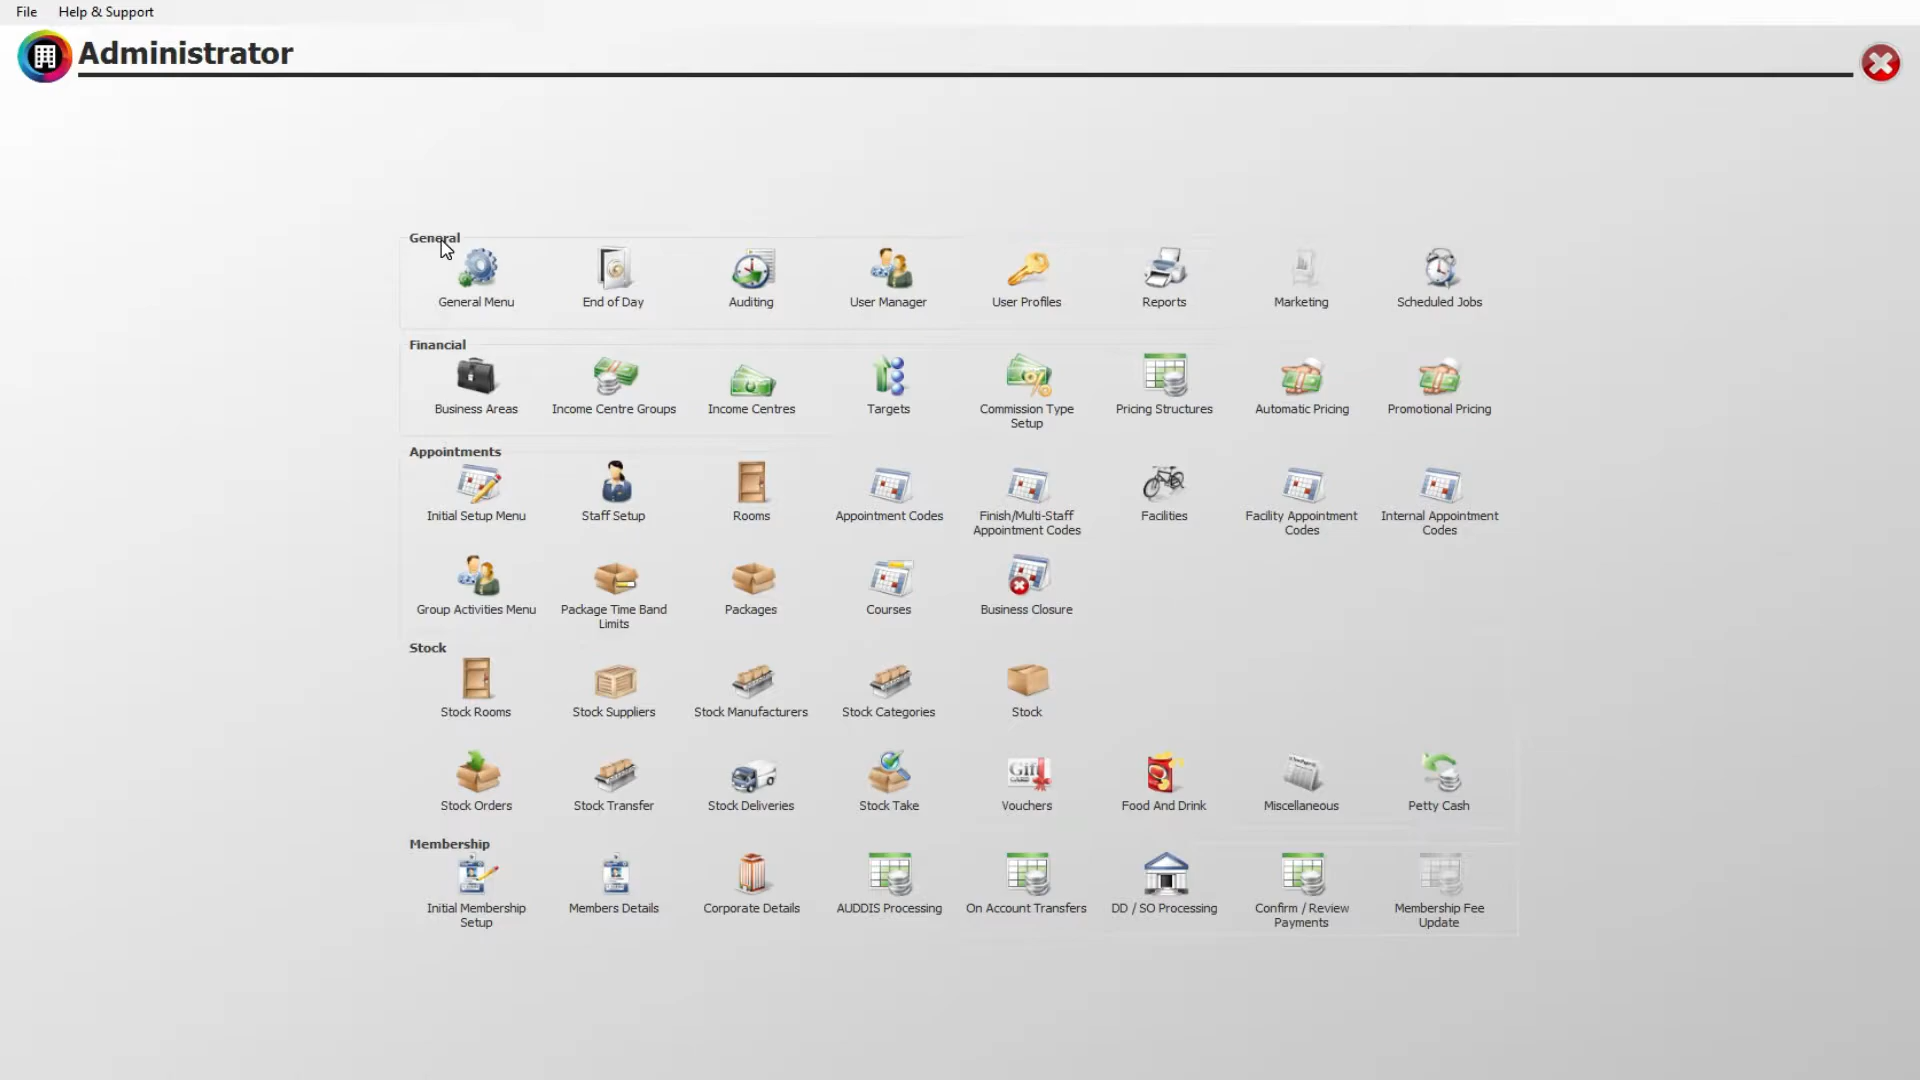 File Help & Support
Administrator
General
General Menu End of Day Auditing User Manager User Profiles Reports Marketing Scheduled Jobs
Financial
Business Areas Income Centre Groups Income Centres Targets Commission Type Pricing Structures Automatic Pricing Promotional Pricing
Setup
Appointments
Initial Setup Menu Staff Setup Rooms Appointment Codes Finish/Multi-Staff Facilities Facility Appointment Internal Appointment
Appointment Codes Codes Codes
Group Activities Menu Package Time Band Packages Courses Business Closure
Limits
Stock
Stock Rooms Stock Suppliers Stock Manufacturers Stock Categories Stock
Gift
Stock Orders Stock Transfer Stock Deliveries Stock Take Vouchers Food And Drink Miscellaneous Petty Cash
Membership
Initial Membership Members Details Corporate Details AUDDIS Processing On Account Transfers DD / SO Processing Confirm / Review Membership Fee
Setup Payments Update